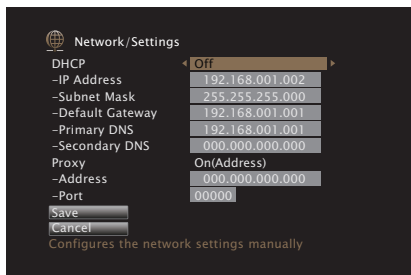 Network/Settings
DHCP Off
–IP Address 192.168.001.002
–Subnet Mask 255.255.255.000
–Default Gateway 192.168.001.001
–Primary DNS 192.168.001.001
–Secondary DNS 000.000.000.000
Proxy On(Address)
–Address 000.000.000.000
–Port 00000
Save
Cancel
Configures the network settings manually